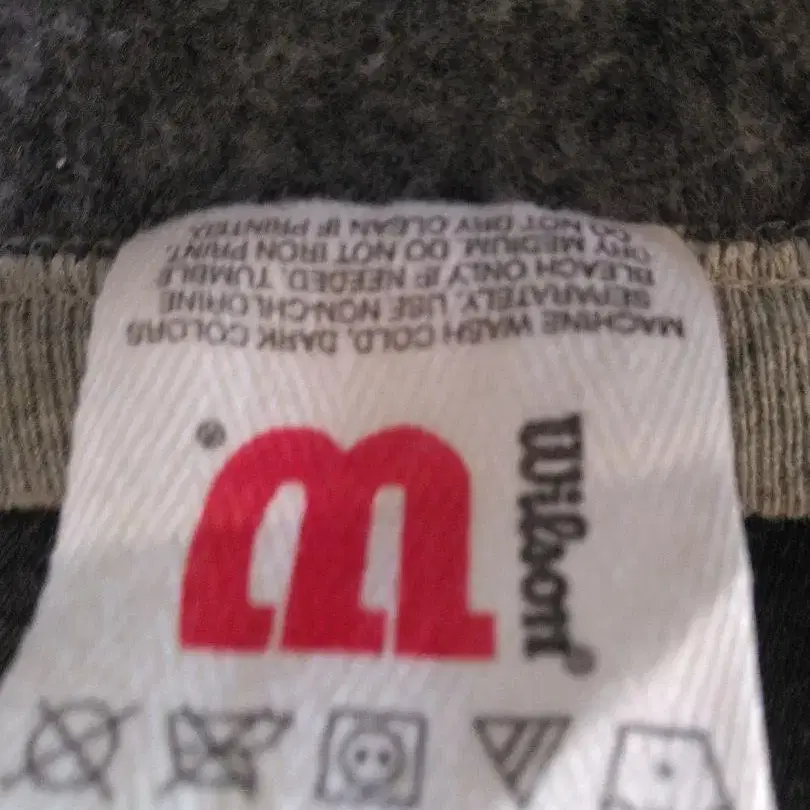 MACHINE WASH COLD, DARK COLORS
SEPARATELY, USE NON-CHLORINE
BLEACH ONLY IF NEEDED, TUMBLE
DRY MEDIUM, DO NOT IRON PRINT,
DO NOT DRY CLEAN IF PRINTED.
W®
Wilson®